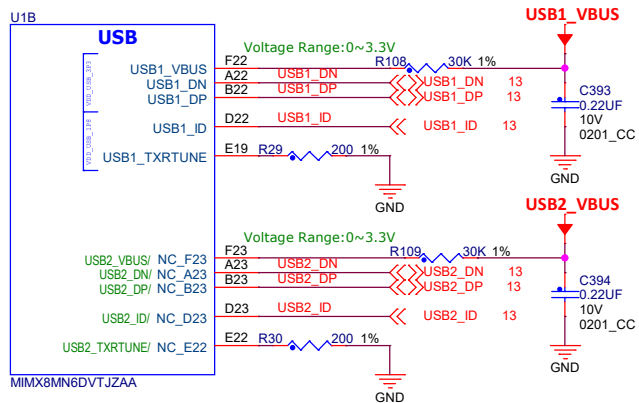 U1B
USB
USB1_VBUS
Voltage Range:0~3.3V
VDD_USB_3P3
USB1_VBUS F22 R108 30K 1%
USB1_DN A22 USB1_DN USB1_DN 13
USB1_DP B22 USB1_DP USB1_DP 13
C393
0.22UF
10V
0201_CC
VDD_USB_1P8
USB1_ID D22 USB1_ID USB1_ID 13
USB1_TXRTUNE E19 R29 200 1%
GND
GND
USB2_VBUS
Voltage Range:0~3.3V
USB2_VBUS/ NC_F23 F23 R109 30K 1%
USB2_DN/ NC_A23 A23 USB2_DN USB2_DN 13
USB2_DP/ NC_B23 B23 USB2_DP USB2_DP 13
C394
0.22UF
10V
0201_CC
USB2_ID/ NC_D23 D23 USB2_ID USB2_ID 13
USB2_TXRTUNE/ NC_E22 E22 R30 200 1%
GND
GND
MIMX8MN6DVTJZAA